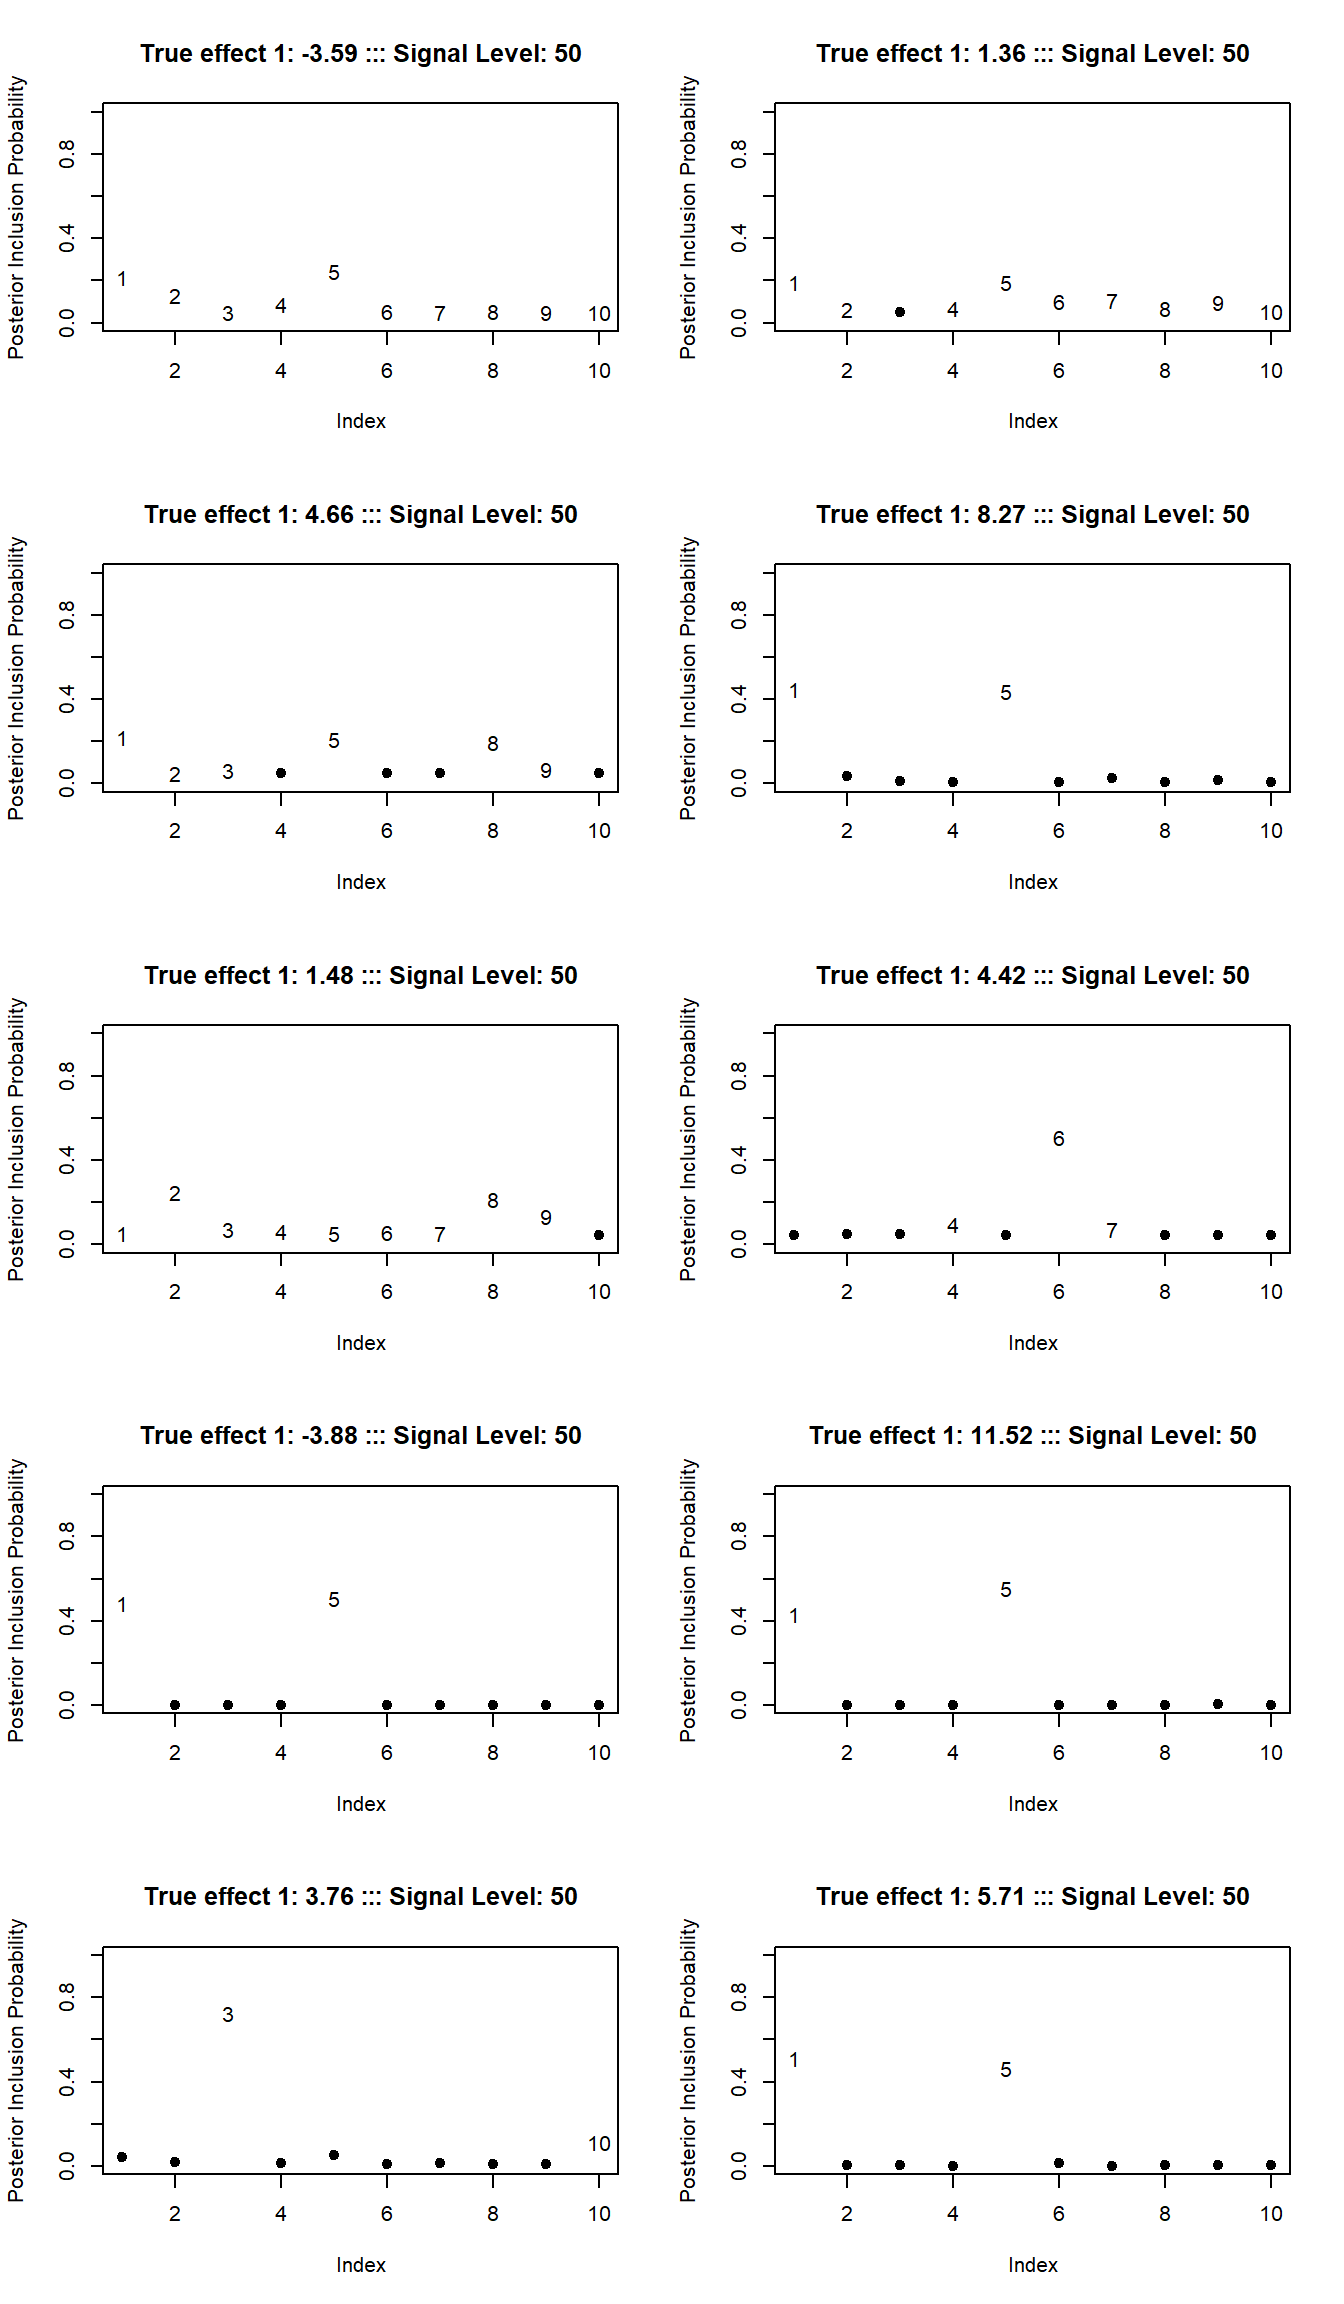 True effect 1: -3.59 ::: Signal Level: 50
Posterior Inclusion Probability
0.8
0.4
0.0
1 2 3 4 5 6 7 8 9 10
2 4 6 8 10
Index
True effect 1: 1.36 ::: Signal Level: 50
Posterior Inclusion Probability
0.8
0.4
0.0
1 2 4 5 6 7 8 9 10
2 4 6 8 10
Index
True effect 1: 4.66 ::: Signal Level: 50
Posterior Inclusion Probability
0.8
0.4
0.0
1 2 3 5 8 9
2 4 6 8 10
Index
True effect 1: 8.27 ::: Signal Level: 50
Posterior Inclusion Probability
0.8
0.4
0.0
1 5
2 4 6 8 10
Index
True effect 1: 1.48 ::: Signal Level: 50
Posterior Inclusion Probability
0.8
0.4
0.0
1 2 3 4 5 6 7 8 9
2 4 6 8 10
Index
True effect 1: 4.42 ::: Signal Level: 50
Posterior Inclusion Probability
0.8
0.4
0.0
4 6 7
2 4 6 8 10
Index
True effect 1: -3.88 ::: Signal Level: 50
Posterior Inclusion Probability
0.8
0.4
0.0
1 5
2 4 6 8 10
Index
True effect 1: 11.52 ::: Signal Level: 50
Posterior Inclusion Probability
0.8
0.4
0.0
1 5
2 4 6 8 10
Index
True effect 1: 3.76 ::: Signal Level: 50
Posterior Inclusion Probability
0.8
0.4
0.0
3 10
2 4 6 8 10
Index
True effect 1: 5.71 ::: Signal Level: 50
Posterior Inclusion Probability
0.8
0.4
0.0
1 5
2 4 6 8 10
Index